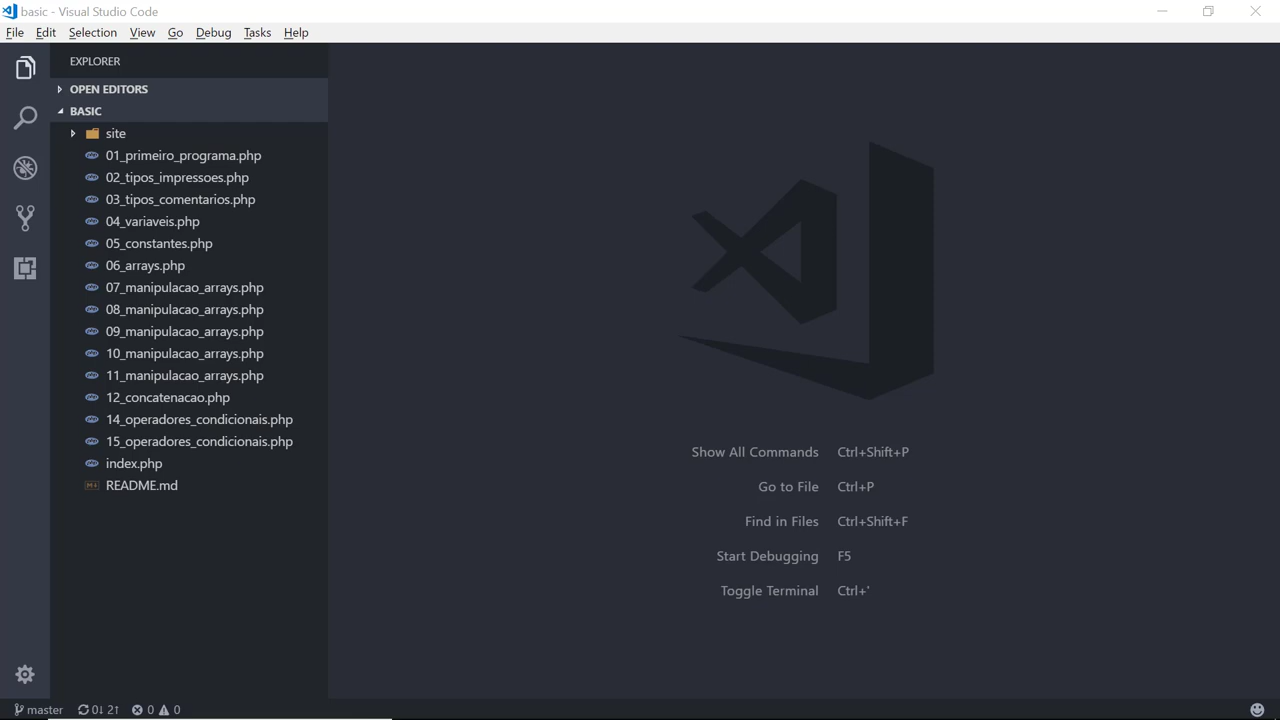 basic - Visual Studio Code
File Edit Selection View Go Debug Tasks Help
EXPLORER
OPEN EDITORS
BASIC
site
01_primeiro_programa.php
02_tipos_impressoes.php
03_tipos_comentarios.php
04_variaveis.php
05_constantes.php
06_arrays.php
07_manipulacao_arrays.php
08_manipulacao_arrays.php
09_manipulacao_arrays.php
10_manipulacao_arrays.php
11_manipulacao_arrays.php
12_concatenacao.php
14_operadores_condicionais.php
15_operadores_condicionais.php
index.php
README.md
Show All Commands Ctrl+Shift+P
Go to File Ctrl+P
Find in Files Ctrl+Shift+F
Start Debugging F5
Toggle Terminal Ctrl+'
master 0↓ 2↑ 0 0